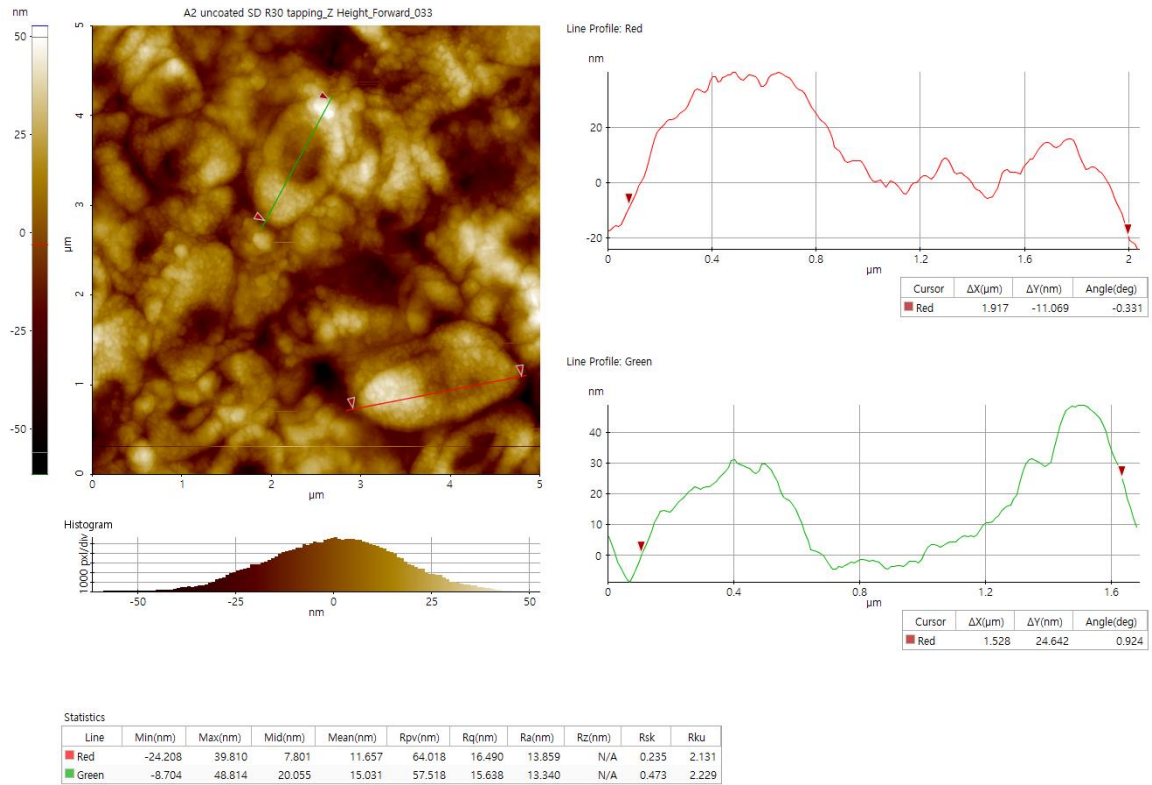 nm
A2 uncoated SD R30 tapping_Z Height_Forward_033
50
25
0
-25
-50
5
4
3
2
1
0
µm
0 1 2 3 4 5
µm
Histogram
1000 pxl/div
-50 -25 0 25 50
nm
Line Profile: Red
nm
20
0
-20
0 0.4 0.8 1.2 1.6 2
µm
Cursor ΔX(µm) ΔY(nm) Angle(deg)
Red 1.917 -11.069 -0.331
Line Profile: Green
nm
40
30
20
10
0
0 0.4 0.8 1.2 1.6
µm
Cursor ΔX(µm) ΔY(nm) Angle(deg)
Red 1.528 24.642 0.924
Statistics
Line Min(nm) Max(nm) Mid(nm) Mean(nm) Rpv(nm) Rq(nm) Ra(nm) Rz(nm) Rsk Rku
Red -24.208 39.810 7.801 11.657 64.018 16.490 13.859 N/A 0.235 2.131
Green -8.704 48.814 20.055 15.031 57.518 15.638 13.340 N/A 0.473 2.229